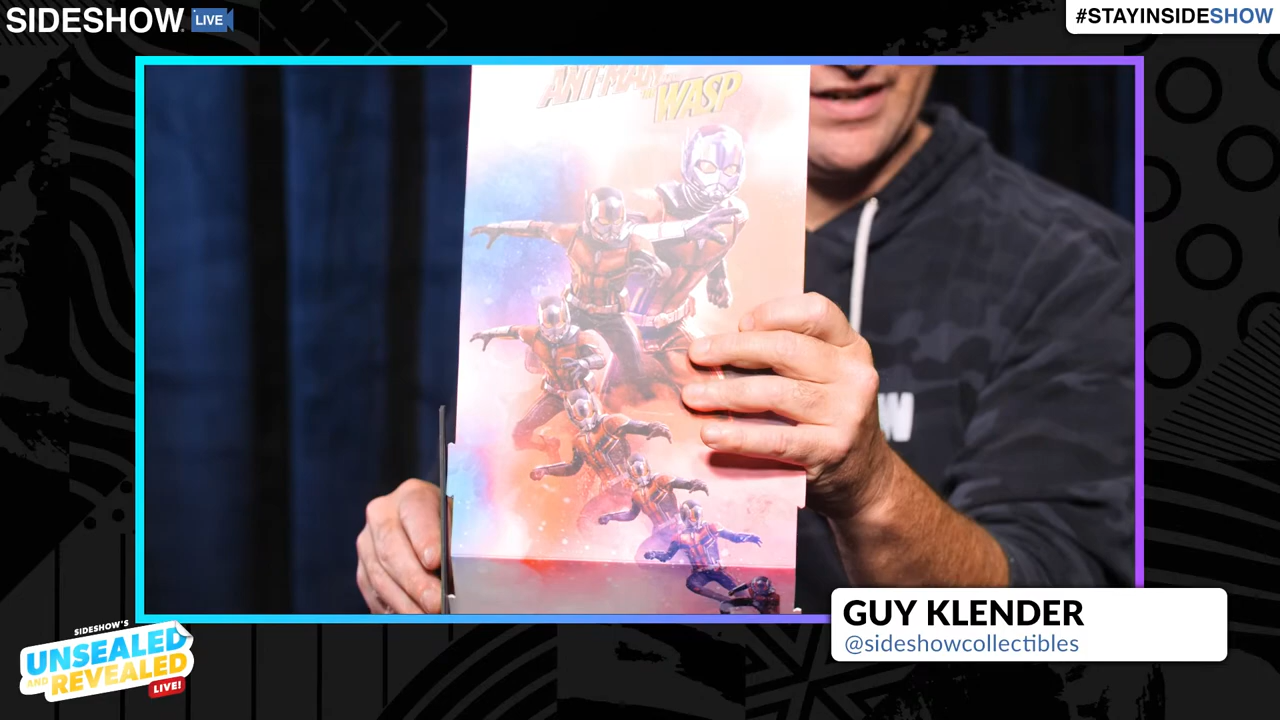 SIDESHOW LIVE
#STAYINSIDESHOW
ANT-MAN
WASP
W
GUY KLENDER
@sideshowcollectibles
SIDESHOW'S
UNSEALED
AND REVEALED
LIVE!